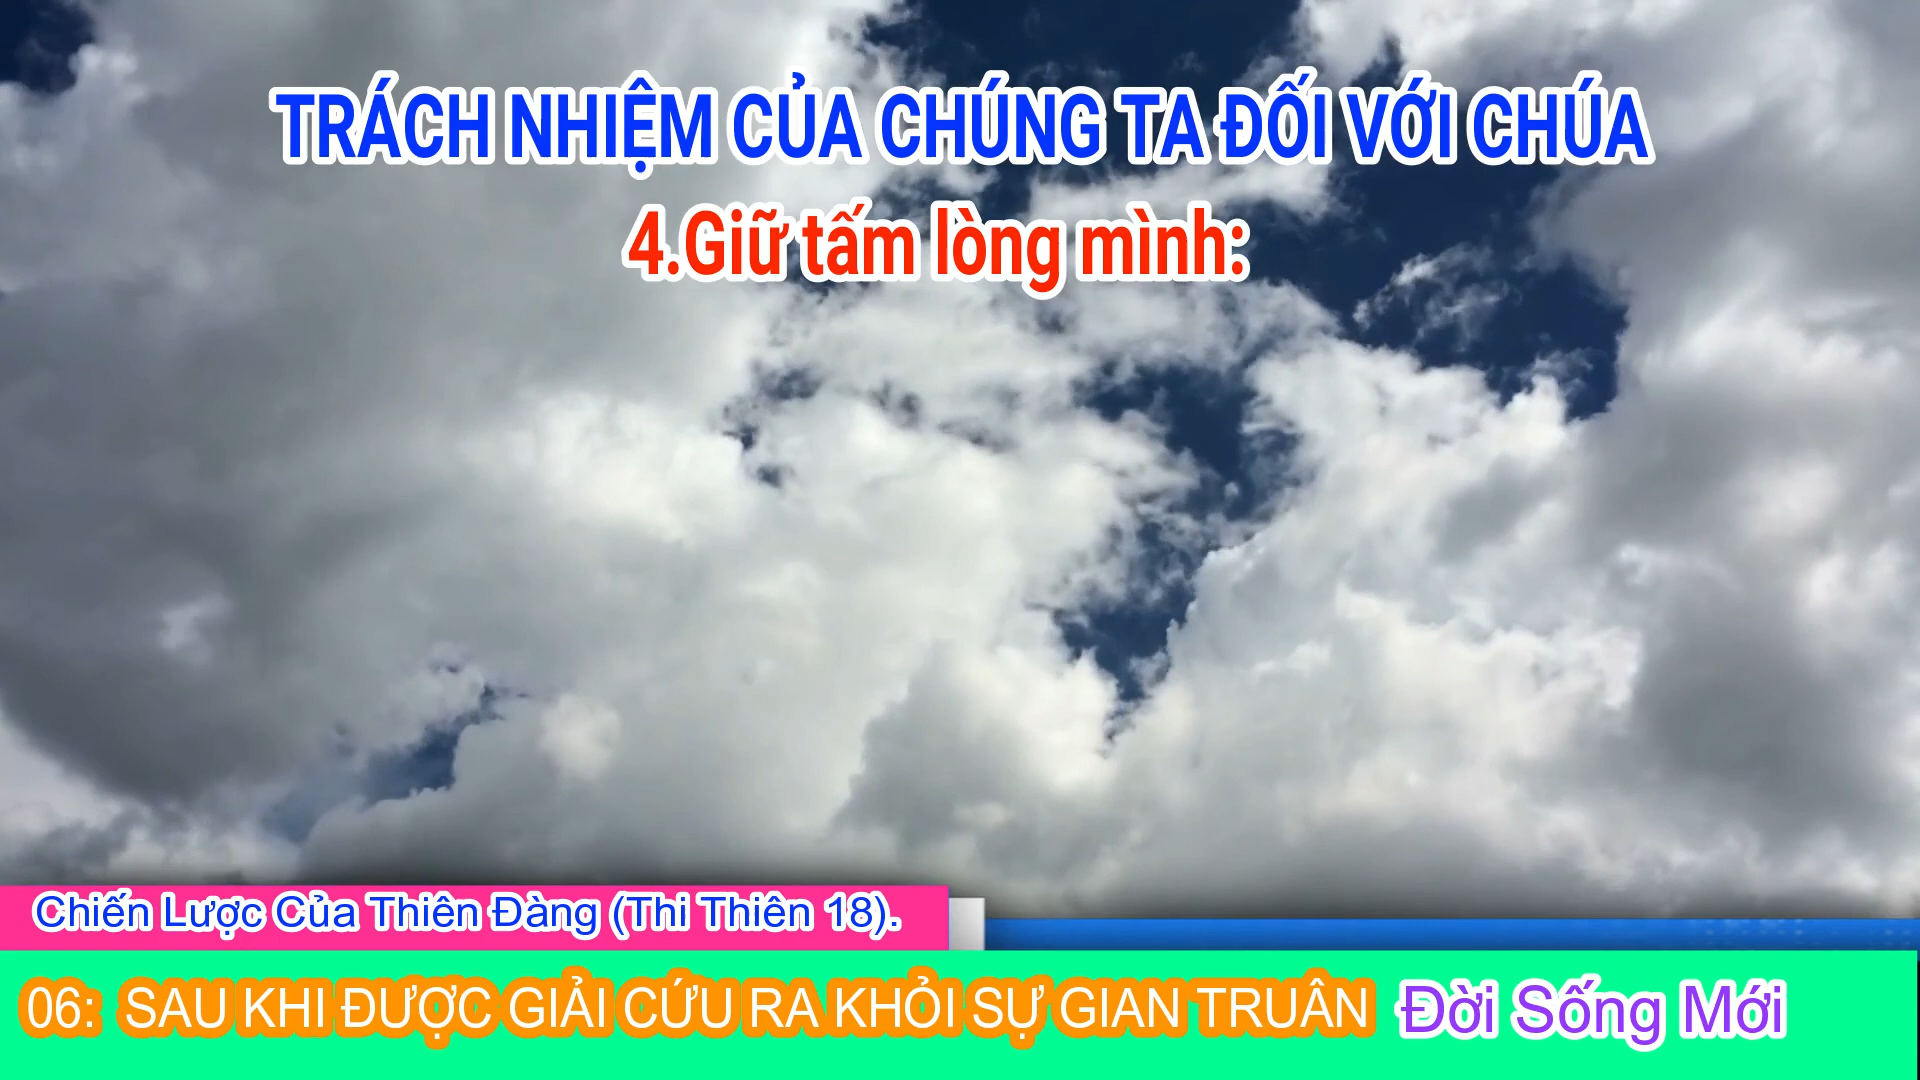 TRÁCH NHIỆM CỦA CHÚNG TA ĐỐI VỚI CHÚA
4.Giữ tấm lòng mình:
Chiến Lược Của Thiên Đàng (Thi Thiên 18).
06: SAU KHI ĐƯỢC GIẢI CỨU RA KHỎI SỰ GIAN TRUÂN Đời Sống Mới